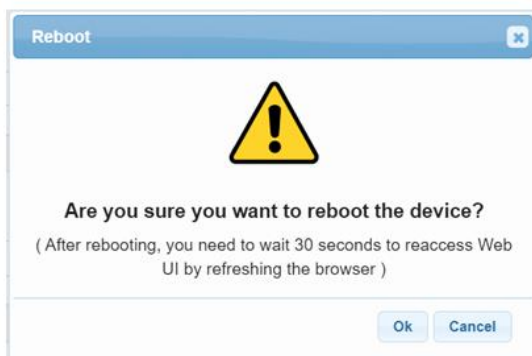 Reboot
Are you sure you want to reboot the device?
( After rebooting, you need to wait 30 seconds to reaccess Web
UI by refreshing the browser )
Ok Cancel